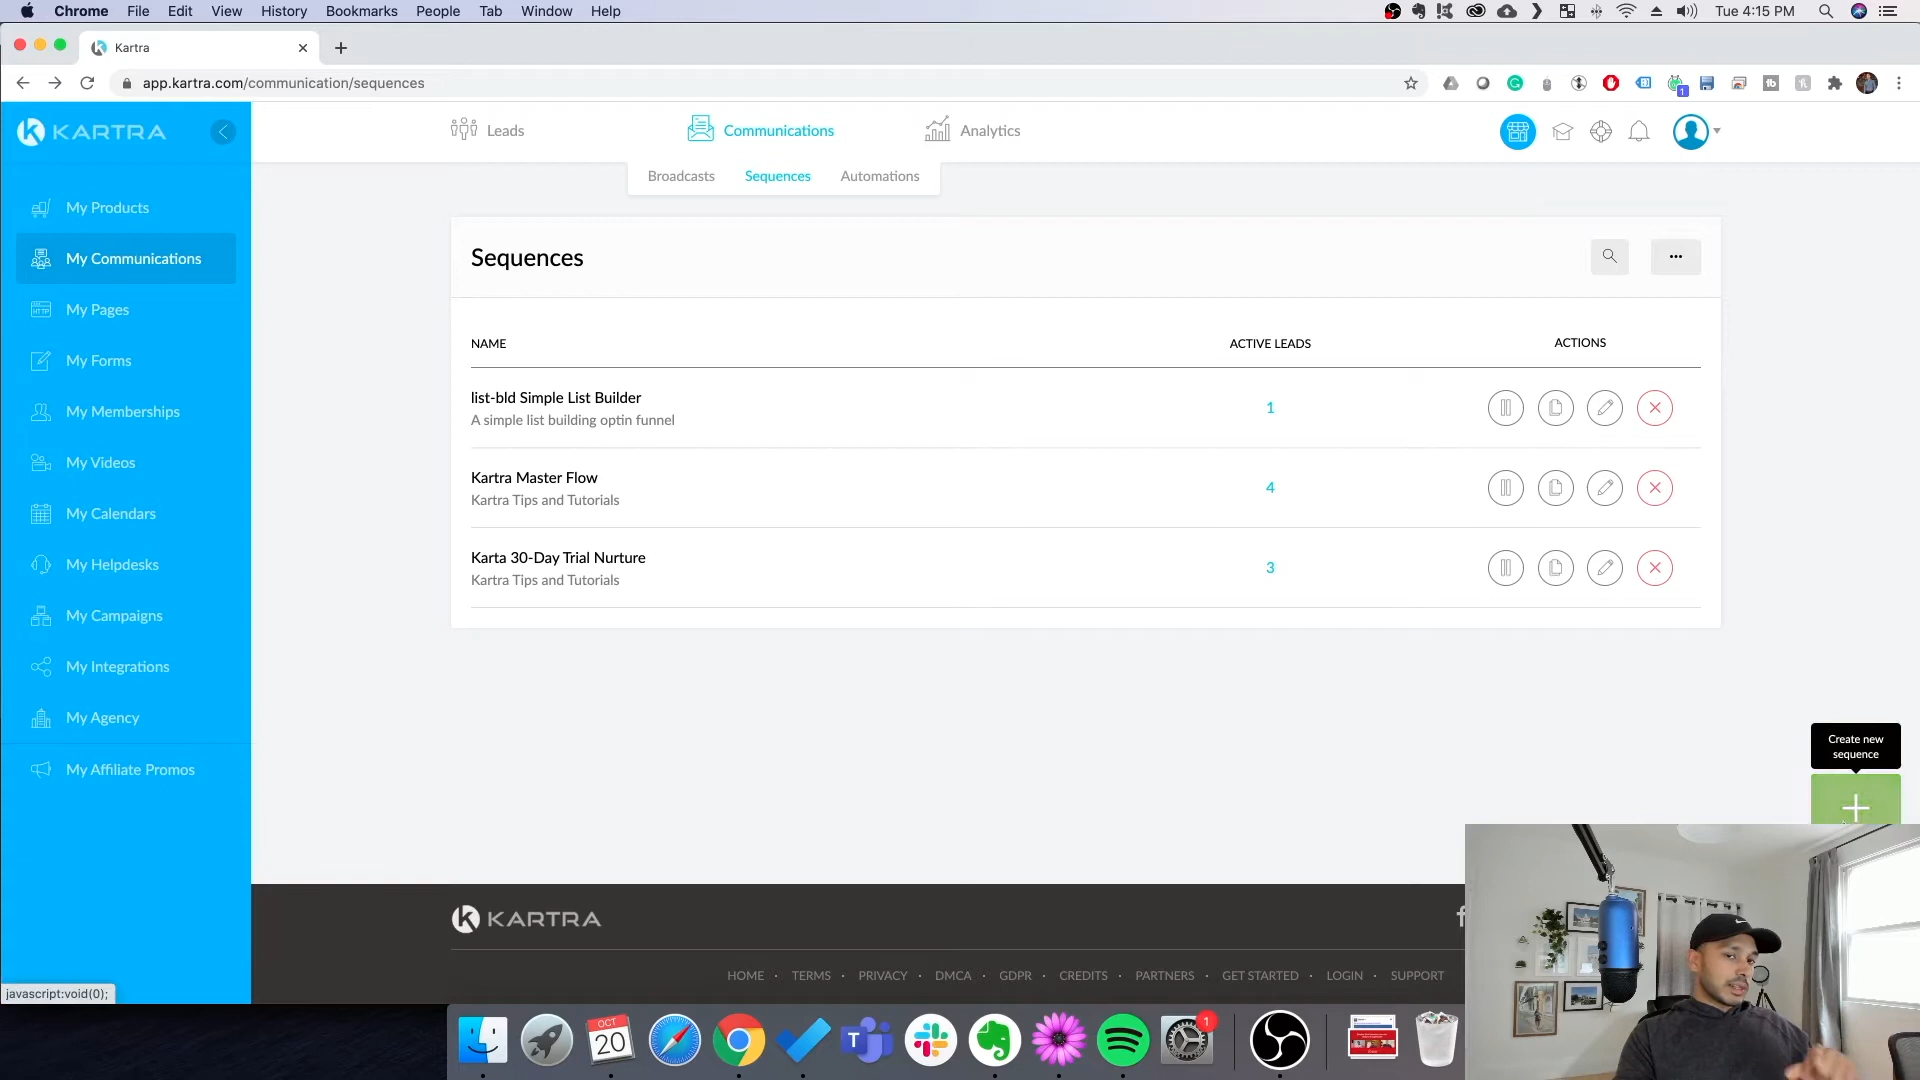 Chrome File Edit View History Bookmarks People Tab Window Help
Tue 4:15 PM
Kartra
app.kartra.com/communication/sequences
1
KARTRA
Leads
Communications
Analytics
Broadcasts
Sequences
Automations
My Products
My Communications
My Pages
HTTP
My Forms
My Memberships
My Videos
My Calendars
My Helpdesks
My Campaigns
My Integrations
My Agency
My Affiliate Promos
Sequences
NAME
ACTIVE LEADS
ACTIONS
list-bld Simple List Builder
A simple list building optin funnel
1
Kartra Master Flow
Kartra Tips and Tutorials
4
Karta 30-Day Trial Nurture
Kartra Tips and Tutorials
3
Create new
sequence
KARTRA
HOME · TERMS · PRIVACY · DMCA · GDPR · CREDITS · PARTNERS · GET STARTED · LOGIN · SUPPORT
javascript:void(0);
OCT
20
T
1